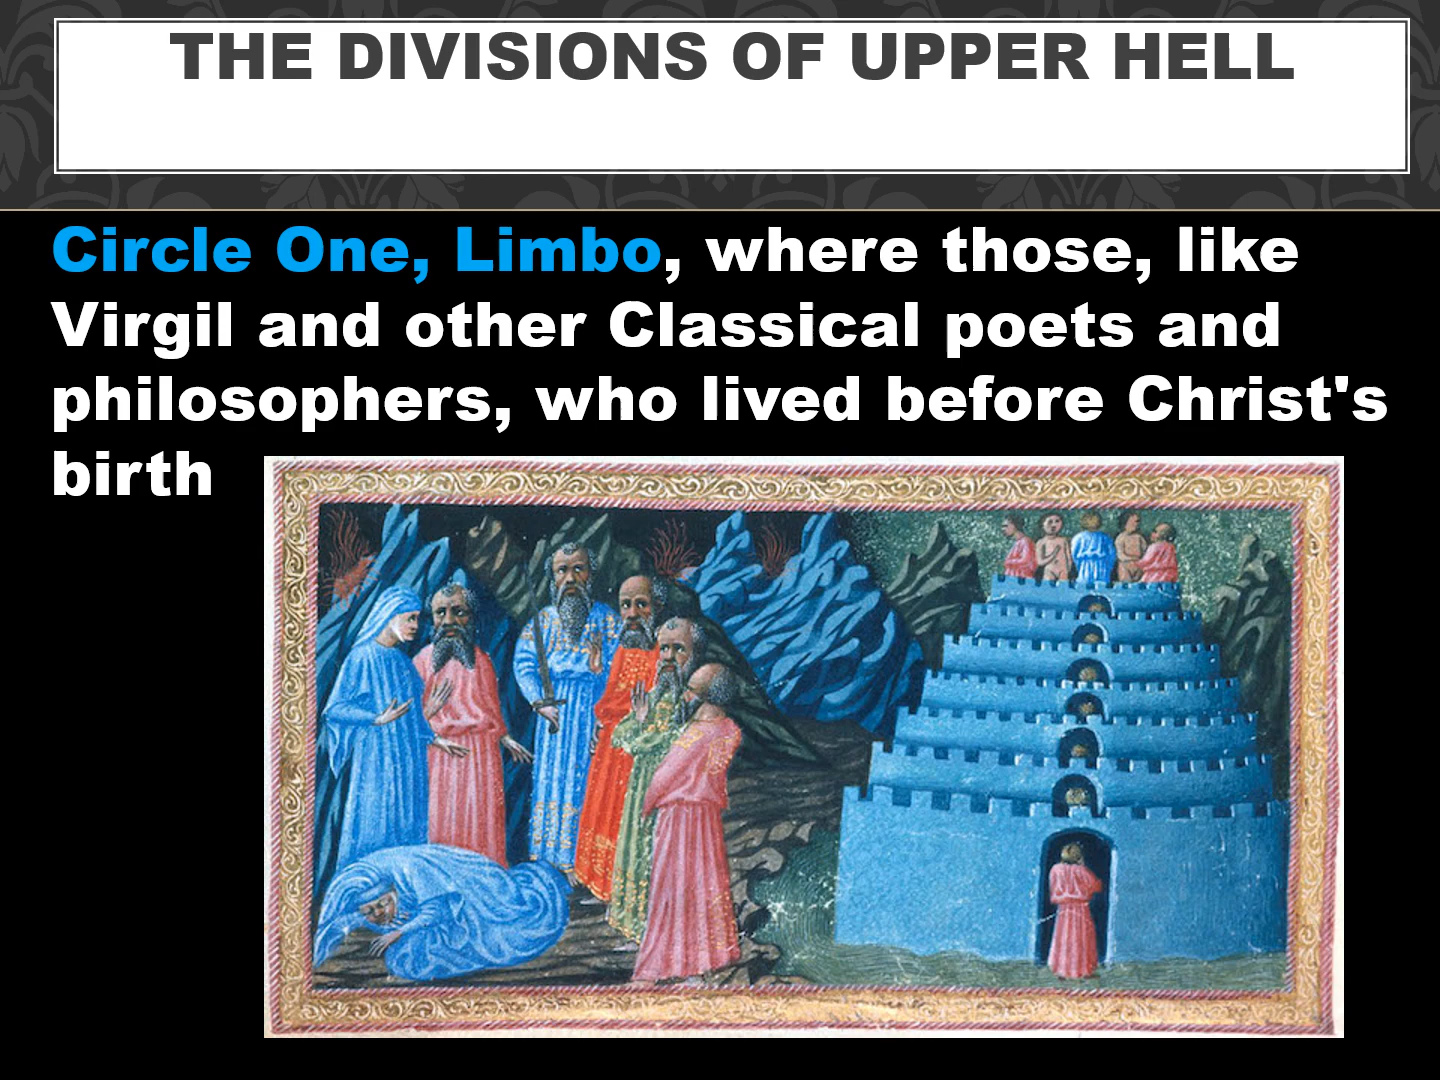 THE DIVISIONS OF UPPER HELL
Circle One, Limbo, where those, like
Virgil and other Classical poets and
philosophers, who lived before Christ's
birth